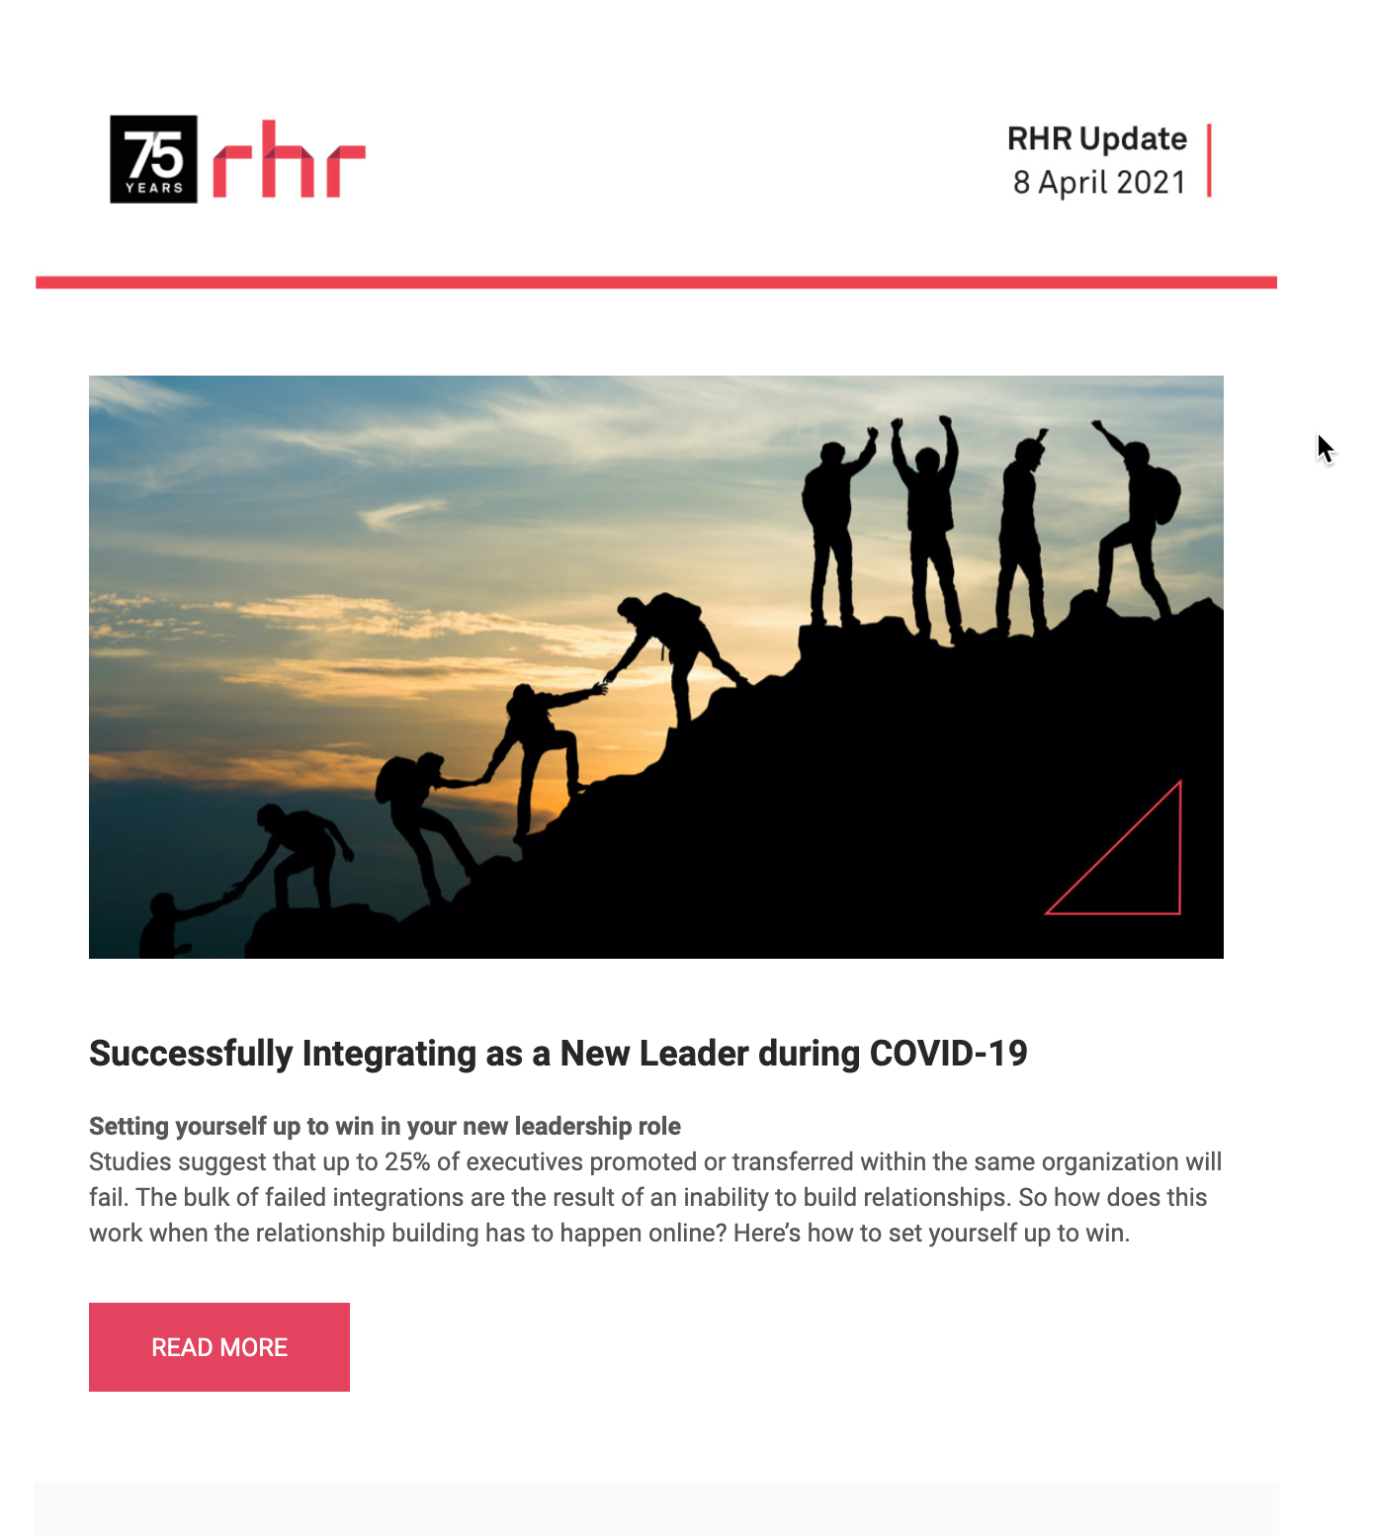 75
YEARS
rhr
RHR Update
8 April 2021
Successfully Integrating as a New Leader during COVID-19
Setting yourself up to win in your new leadership role
Studies suggest that up to 25% of executives promoted or transferred within the same organization will
fail. The bulk of failed integrations are the result of an inability to build relationships. So how does this
work when the relationship building has to happen online? Here’s how to set yourself up to win.
READ MORE